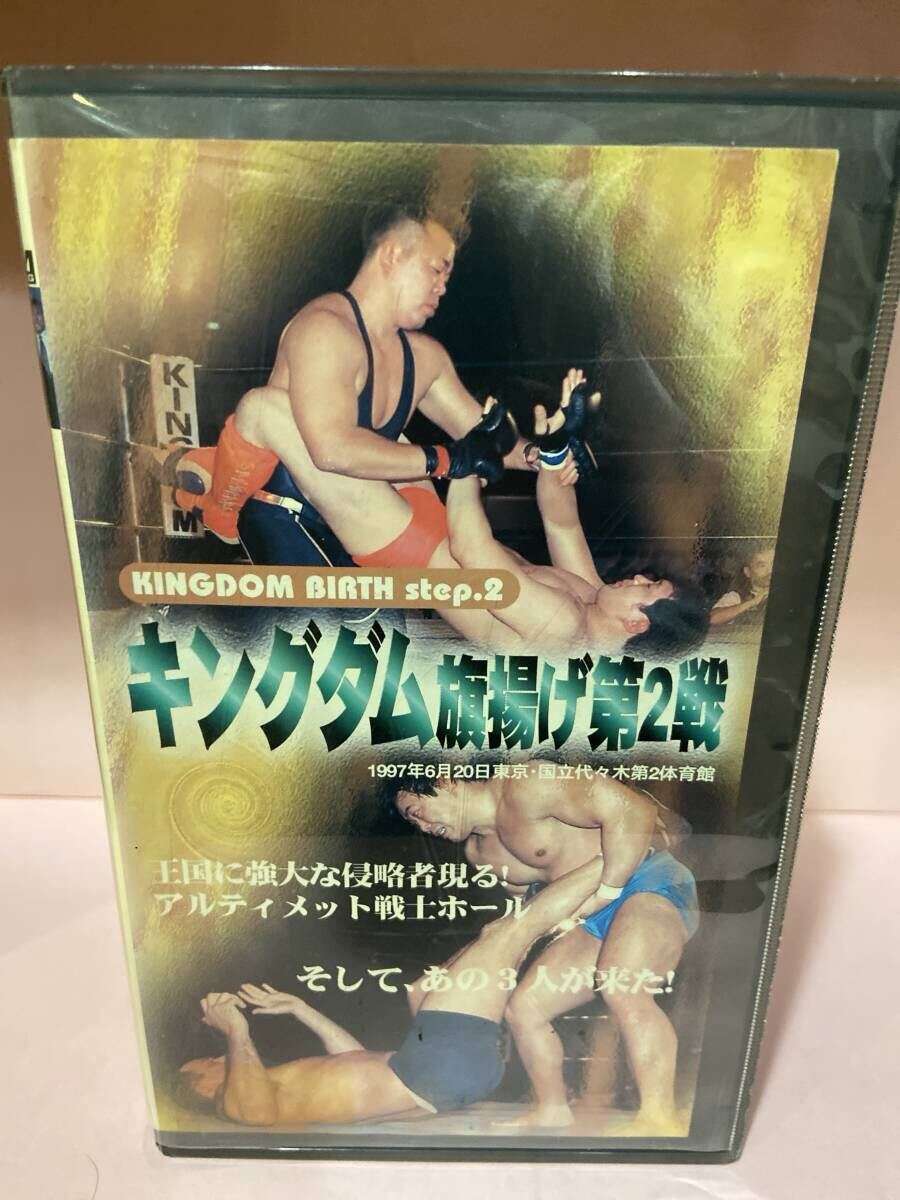 KINGDOM
KINGDOM BIRTH step.2
キングダム旗揚げ第2戦
1997年6月20日東京・国立代々木第2体育館
王国に強大な侵略者現る!
アルティメット戦士ホール
そして、あの3人が来た!